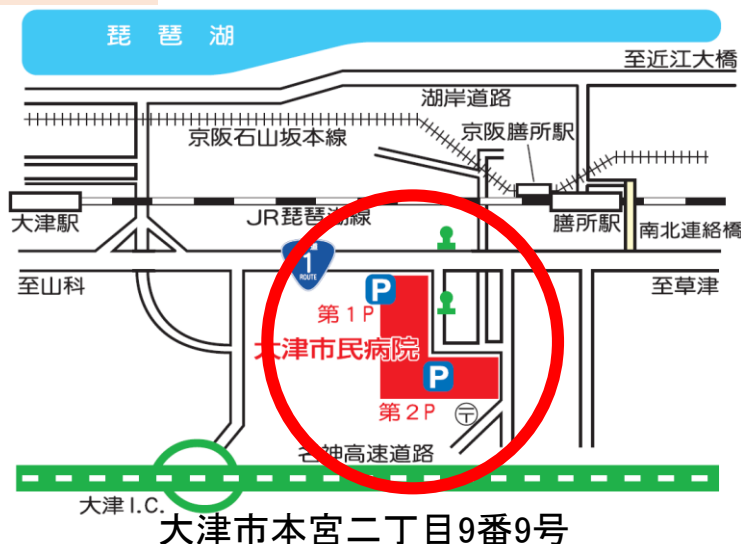 琵琶湖
至近江大橋
湖岸道路
京阪石山坂本線
京阪膳所駅
大津駅
JR琵琶湖線
膳所駅
南北連絡橋
1
ROUTE
至山科
至草津
P
第1P
大津市民病院
P
第2P
〒
名神高速道路
大津I.C.
大津市本宮二丁目9番9号